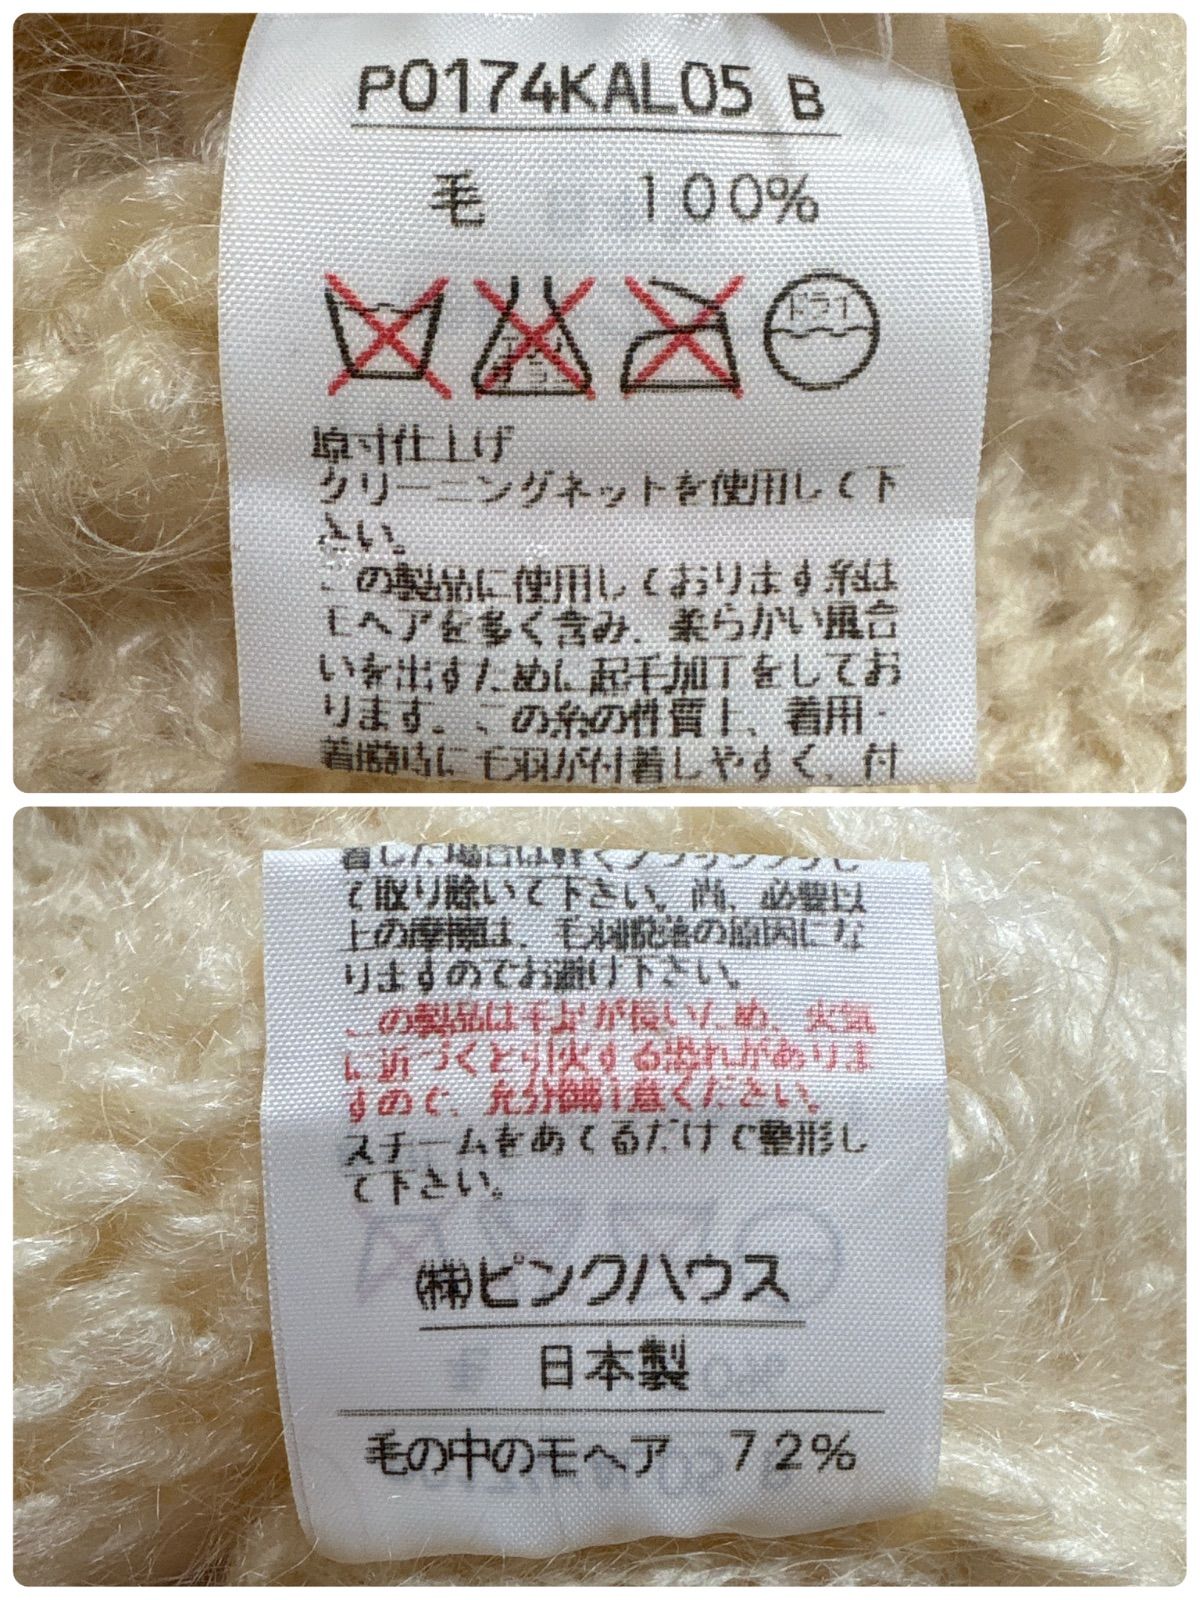 P0174KAL05 B
毛 100%
ドライ
原寸仕上げ
クリーニングネットを使用して下
さい。
この製品に使用しております糸は
モヘアを多く含み、柔らかい風合
いを出すために起毛加工をしてお
ります。この糸の性質上、着用・
着脱時に毛羽が付着しやすく、付
着した場合は軽くブラッシングし
て取り除いて下さい。尚、必要以
上の摩擦は、毛羽脱落の原因にな
りますのでお避け下さい。
この製品は毛足が長いため、火気
に近づくと引火する恐れがありま
すので、充分御注意ください。
スチームをあてるだけで整形し
て下さい。
㈱ピンクハウス
日本製
毛の中のモヘア 72%